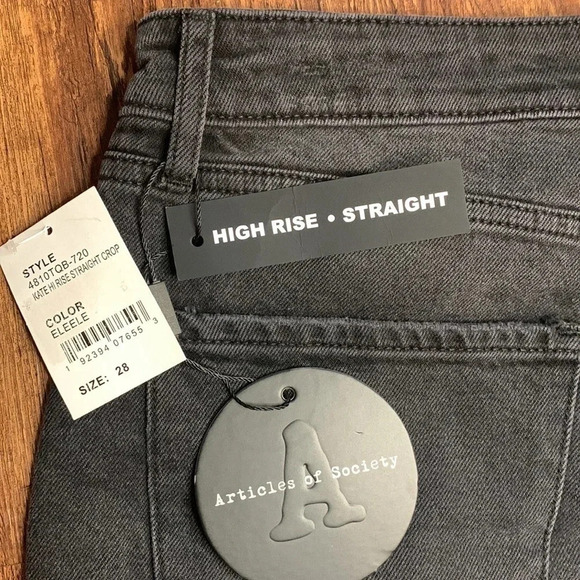 STYLE
4810TQB-720
KATE HI RISE STRAIGHT CROP
COLOR
ELEELE
1 92394 07655 3
SIZE: 28
HIGH RISE • STRAIGHT
A
Articles of Society